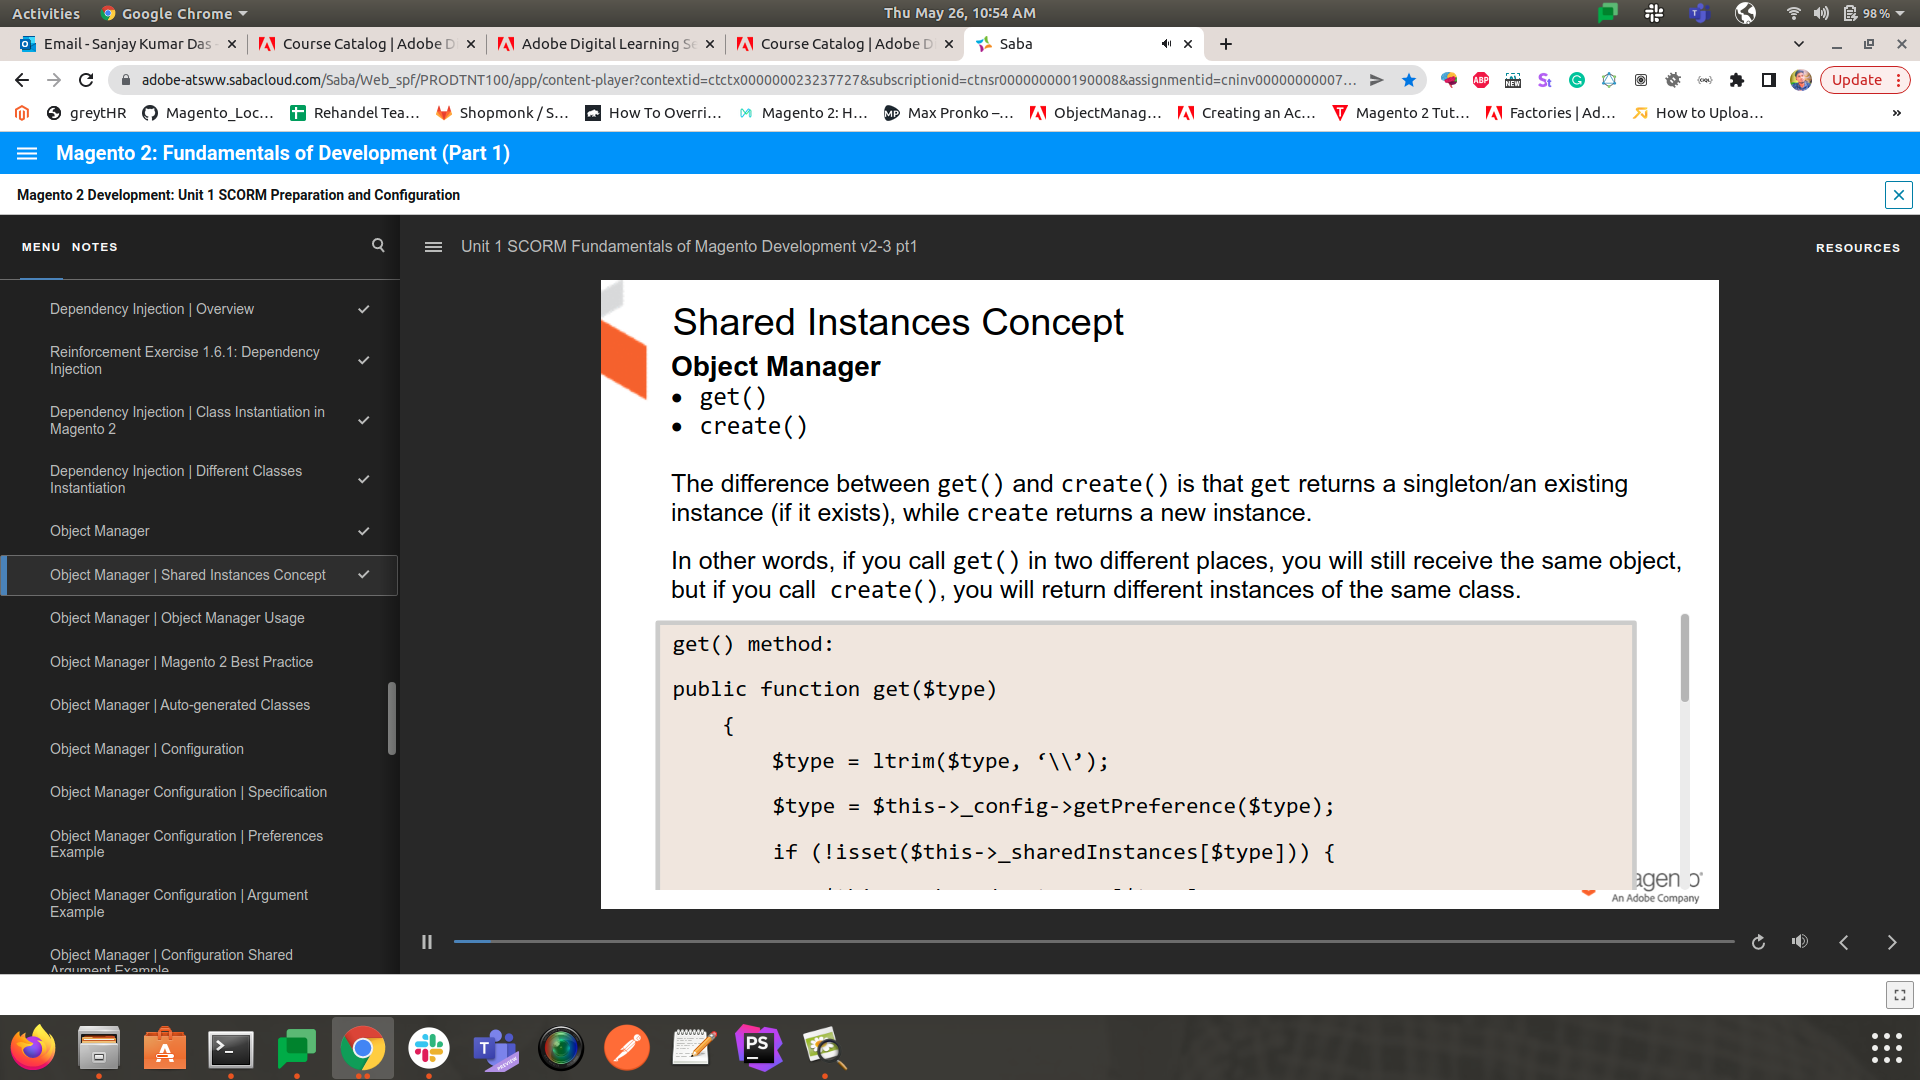 Activities
Google Chrome
Thu May 26, 10:54 AM
98 %
Email - Sanjay Kumar Das
Course Catalog | Adobe D
Adobe Digital Learning Se
Course Catalog | Adobe D
Saba
adobe-atsww.sabacloud.com/Saba/Web_spf/PRODTNT100/app/content-player?contextid=ctctx000000023237727&subscriptionid=ctnsr000000000190008&assignmentid=cninv00000000007...
ABP
NEW
St
Update
greytHR
Magento_Loc...
Rehandel Tea...
Shopmonk / S...
How To Overri...
Magento 2: H...
Max Pronko –...
ObjectManag...
Creating an Ac...
Magento 2 Tut...
Factories | Ad...
How to Uploa...
»
Magento 2: Fundamentals of Development (Part 1)
Magento 2 Development: Unit 1 SCORM Preparation and Configuration
MENU NOTES
Unit 1 SCORM Fundamentals of Magento Development v2-3 pt1
RESOURCES
Dependency Injection | Overview
Reinforcement Exercise 1.6.1: Dependency
Injection
Dependency Injection | Class Instantiation in
Magento 2
Dependency Injection | Different Classes
Instantiation
Object Manager
Object Manager | Shared Instances Concept
Object Manager | Object Manager Usage
Object Manager | Magento 2 Best Practice
Object Manager | Auto-generated Classes
Object Manager | Configuration
Object Manager Configuration | Specification
Object Manager Configuration | Preferences
Example
Object Manager Configuration | Argument
Example
Object Manager | Configuration Shared
Argument Example
Shared Instances Concept
Object Manager
• get()
• create()
The difference between get() and create() is that get returns a singleton/an existing
instance (if it exists), while create returns a new instance.
In other words, if you call get() in two different places, you will still receive the same object,
but if you call create(), you will return different instances of the same class.
get() method:
public function get($type)
{
$type = ltrim($type, ‘\\’);
$type = $this->_config->getPreference($type);
if (!isset($this->_sharedInstances[$type])) {
agento
An Adobe Company
PS